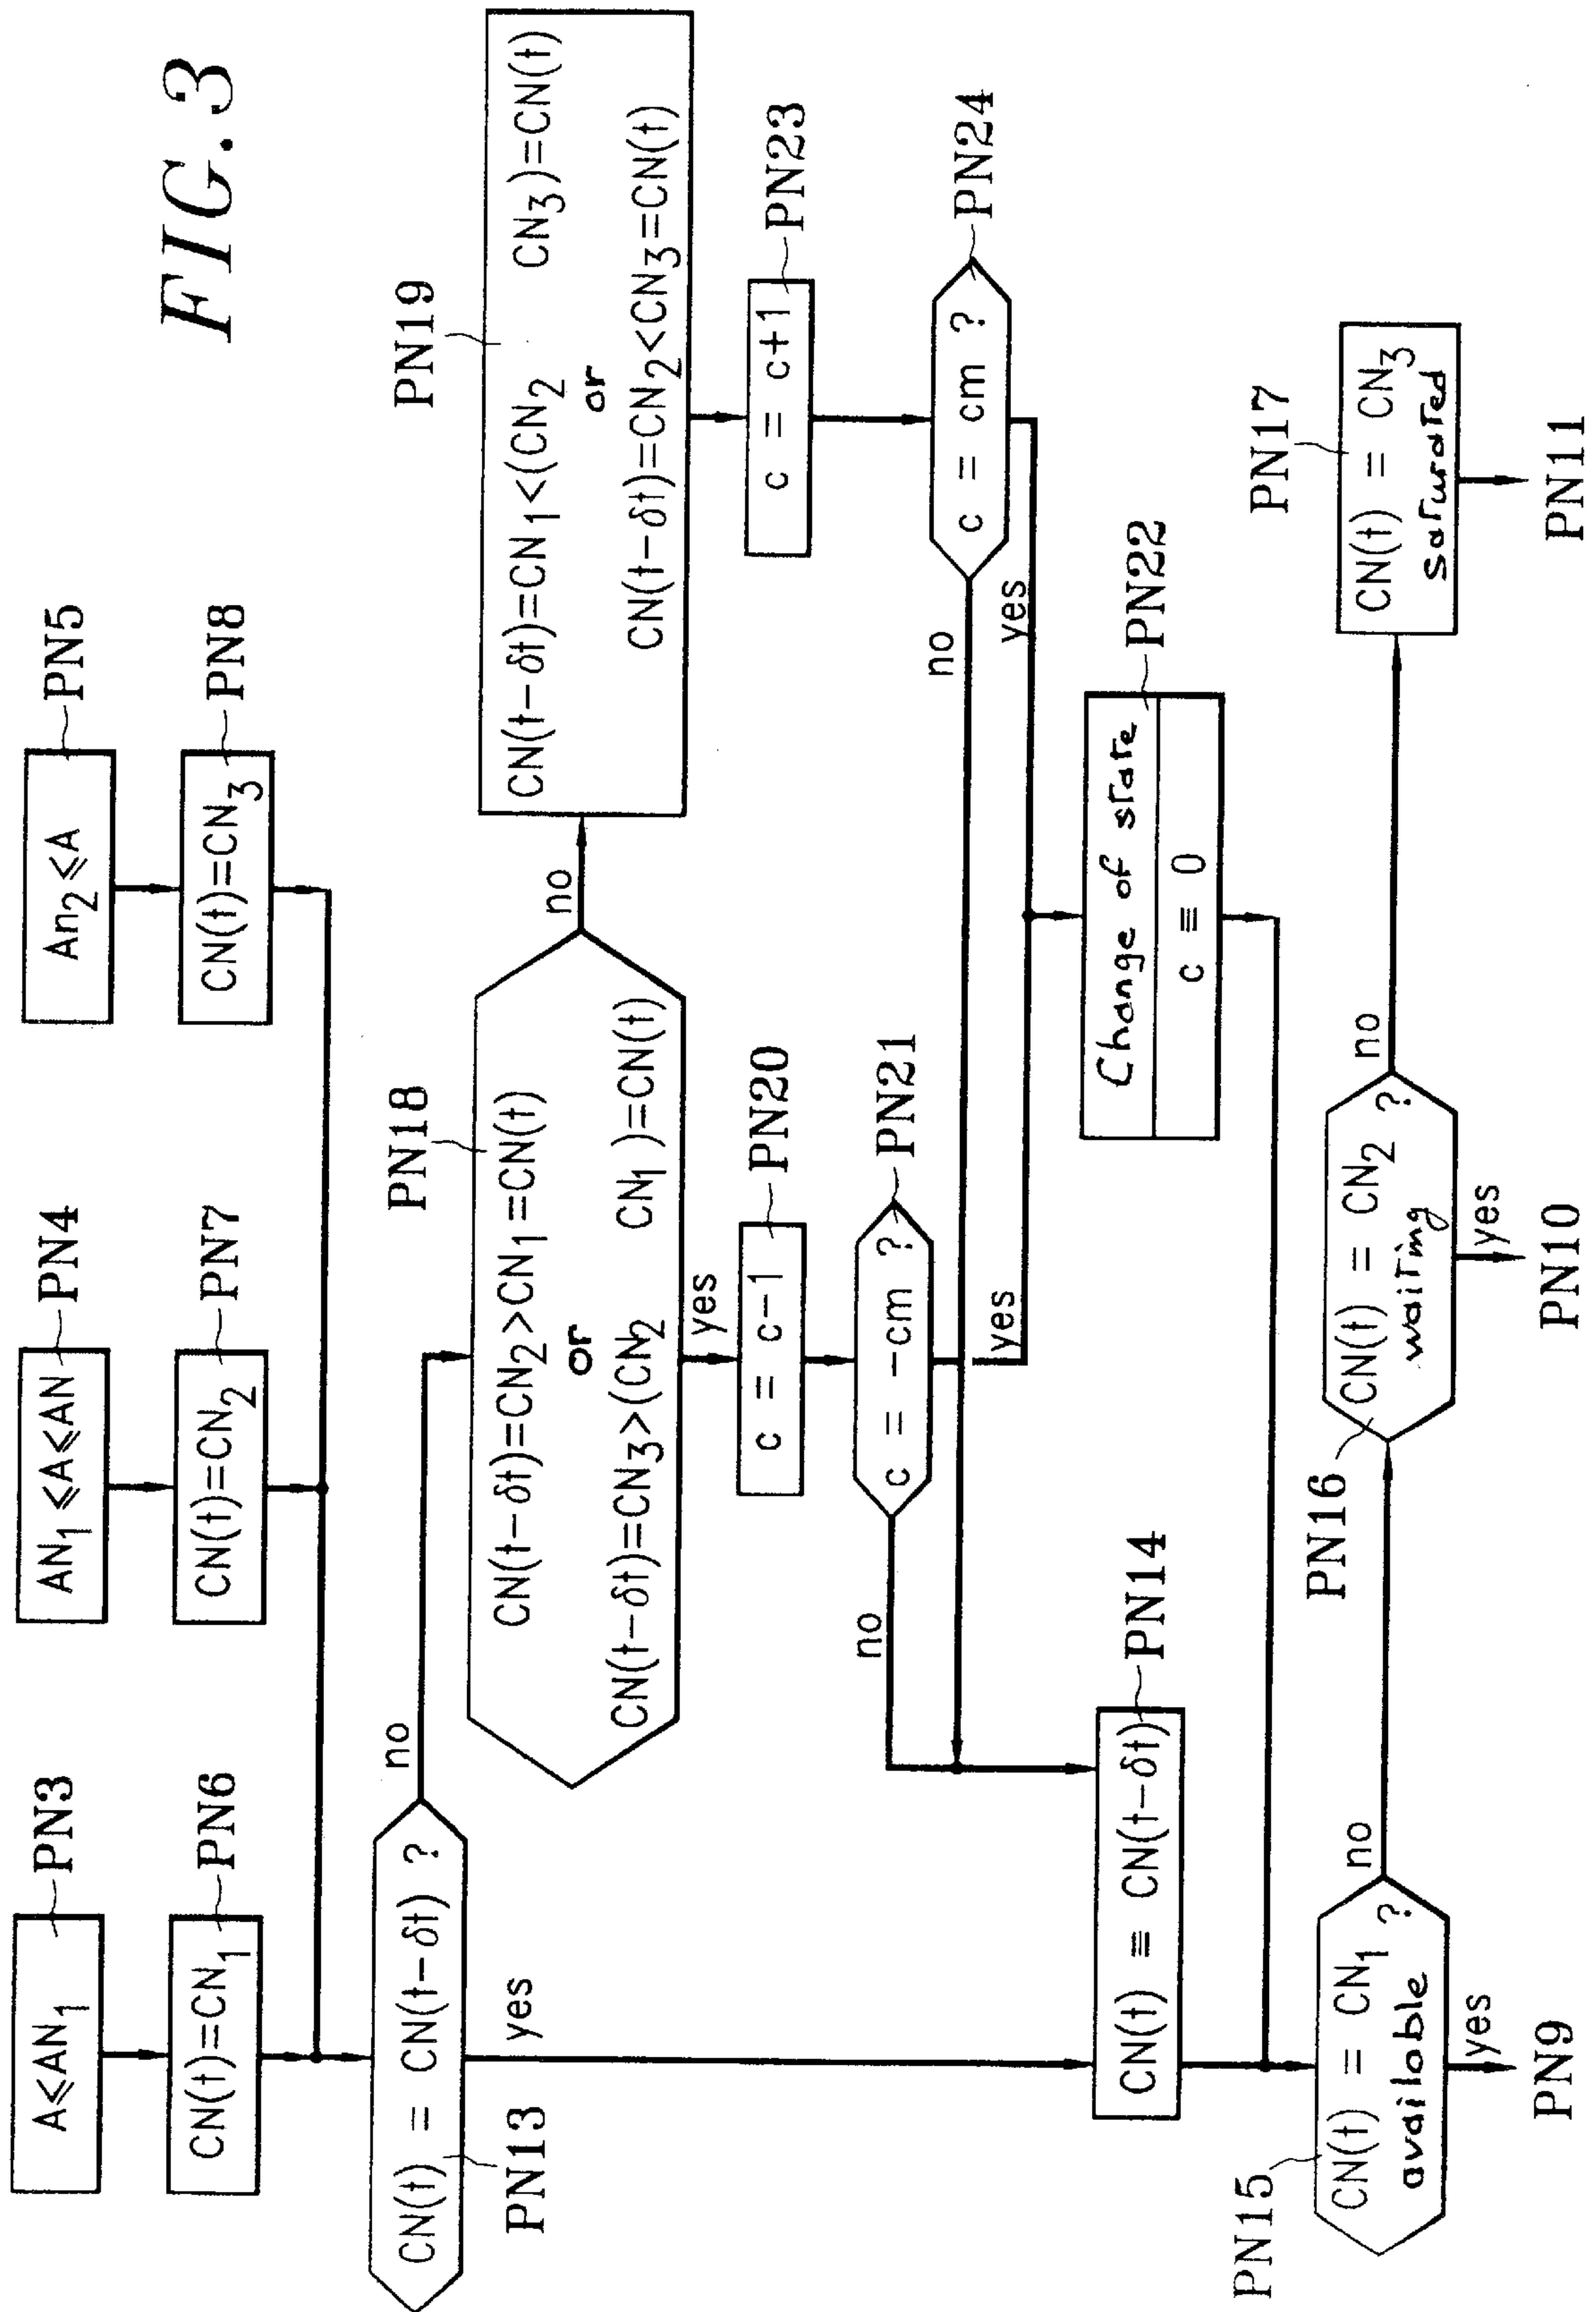 FIG. 3
PN3
A⩽AN1
PN4
AN1⩽A<AN
PN5
An2⩽A
PN6
CN(t)=CN1
PN7
CN(t)=CN2
PN8
CN(t)=CN3
PN13
CN(t) = CN(t-δt) ?
no
yes
PN18
CN(t-δt)=CN2>CN1=CN(t)
or
CN(t-δt)=CN3>(CN2 CN1)=CN(t)
no
yes
PN19
CN(t-δt)=CN1<(CN2 CN3)=CN(t)
or
CN(t-δt)=CN2<CN3=CN(t)
PN20
c = c-1
PN23
c = c+1
PN21
c = -cm ?
no
yes
PN24
c = cm ?
no
yes
PN14
CN(t) ≡ CN(t-δt)
PN22
Change of state
c ≡ 0
PN15
CN(t) = CN1 ?
available
no
yes
PN16
CN(t) = CN2 ?
waiting
no
yes
PN17
CN(t) = CN3
saturated
PN9
PN10
PN11